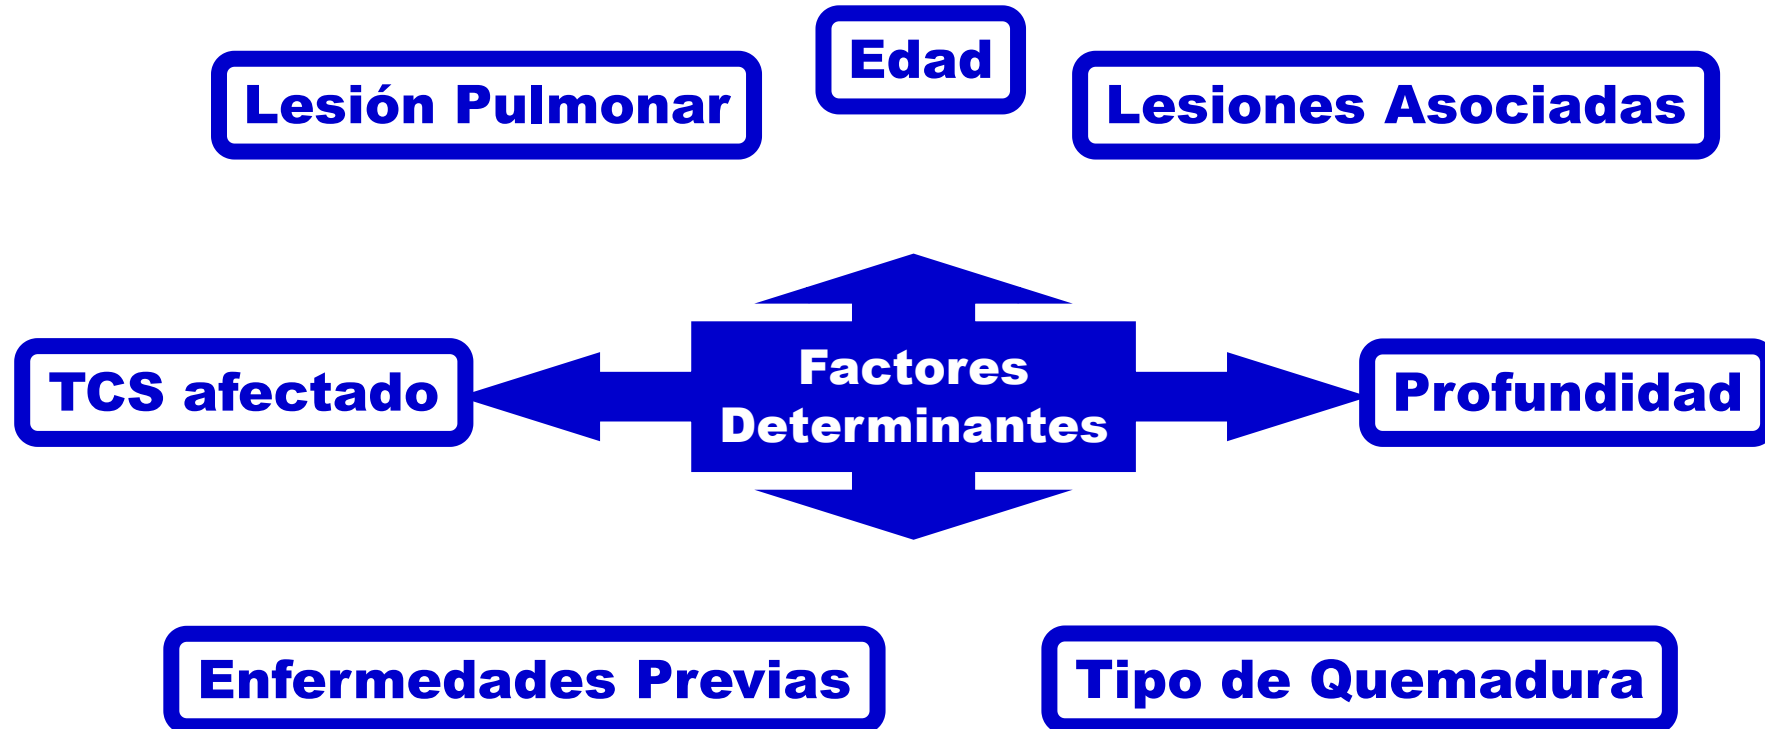 Edad
Lesión Pulmonar
Lesiones Asociadas
TCS afectado
Factores
Determinantes
Profundidad
Enfermedades Previas
Tipo de Quemadura